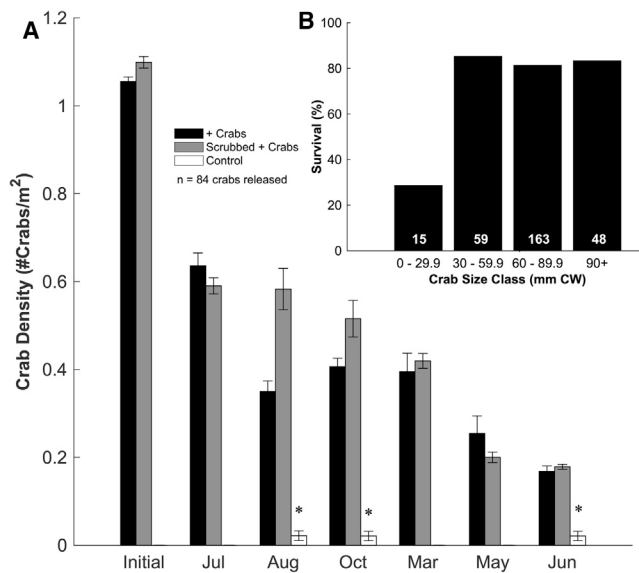 A
Crab Density (#Crabs/m²)
1.2
1
0.8
0.6
0.4
0.2
0
+ Crabs
Scrubbed + Crabs
Control
n = 84 crabs released
*
*
*
Initial
Jul
Aug
Oct
Mar
May
Jun
B
Survival (%)
100
80
60
40
20
0
15
59
163
48
0 - 29.9
30 - 59.9
60 - 89.9
90+
Crab Size Class (mm CW)